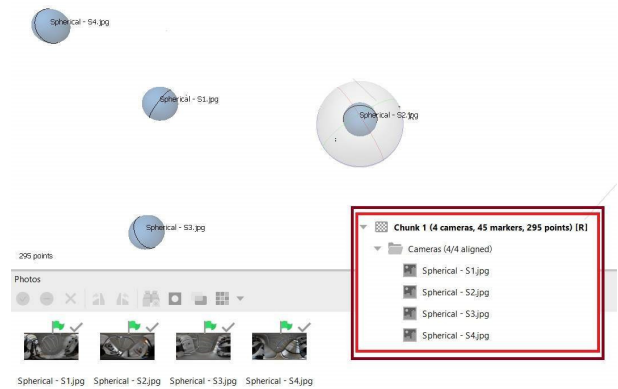 Spherical - S4.jpg
Spherical - S1.jpg
Spherical - S2.jpg
Spherical - S3.jpg
295 points
Chunk 1 (4 cameras, 45 markers, 295 points) [R]
Cameras (4/4 aligned)
Spherical - S1.jpg
Spherical - S2.jpg
Spherical - S3.jpg
Spherical - S4.jpg
Photos
Spherical - S1.jpg Spherical - S2.jpg Spherical - S3.jpg Spherical - S4.jpg